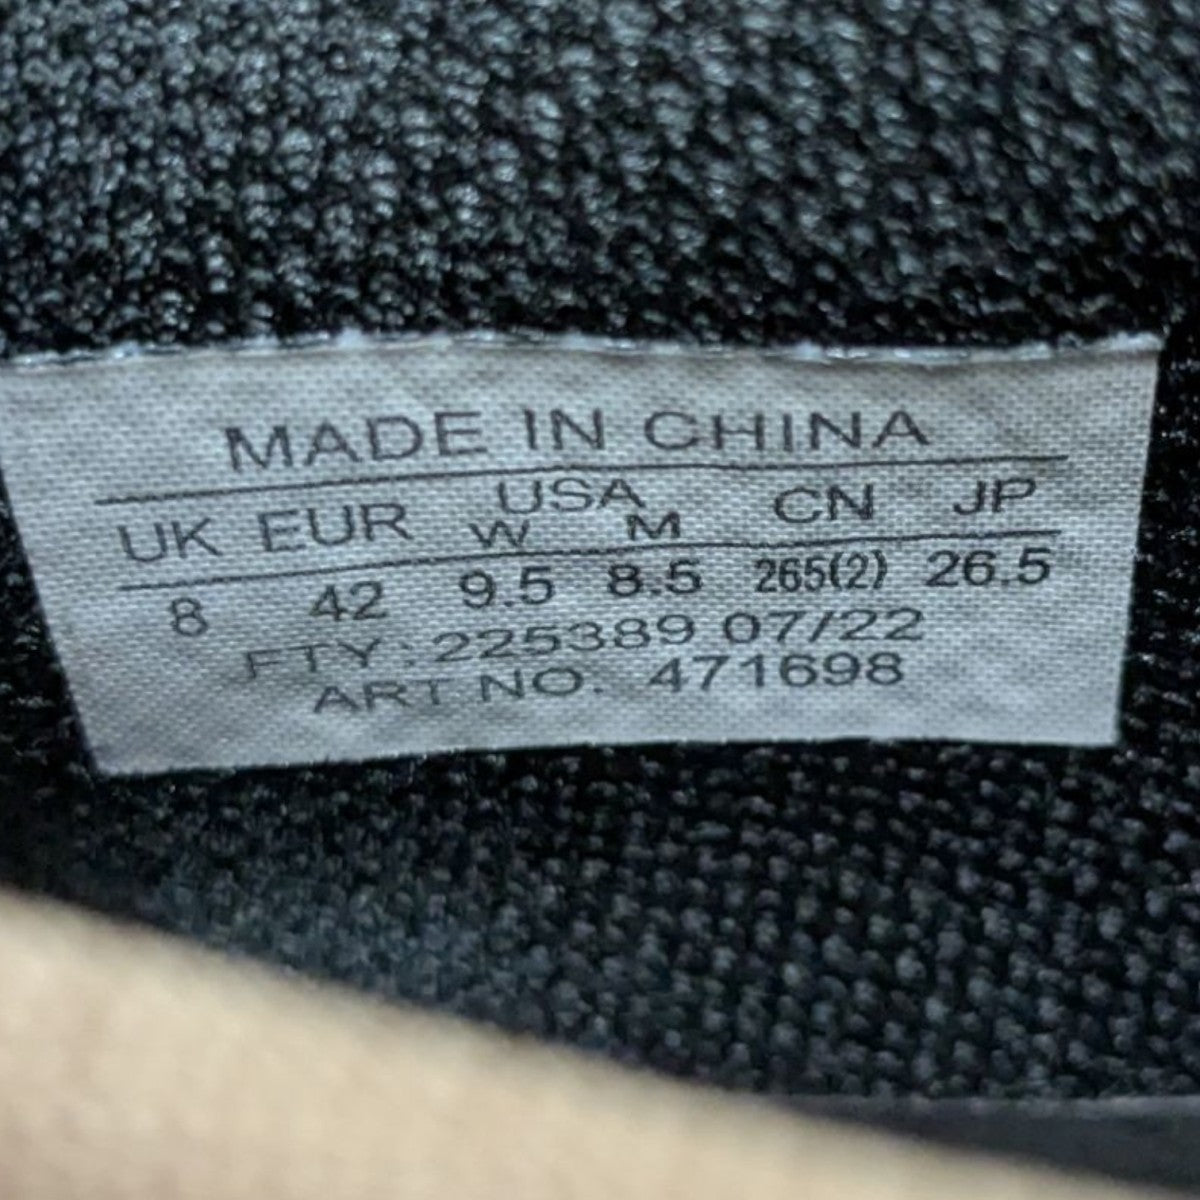 MADE IN CHINA
UK EUR USA CN JP
W M
8 42 9.5 8.5 265(2) 26.5
FTY: 225389 07/22
ART NO. 471698